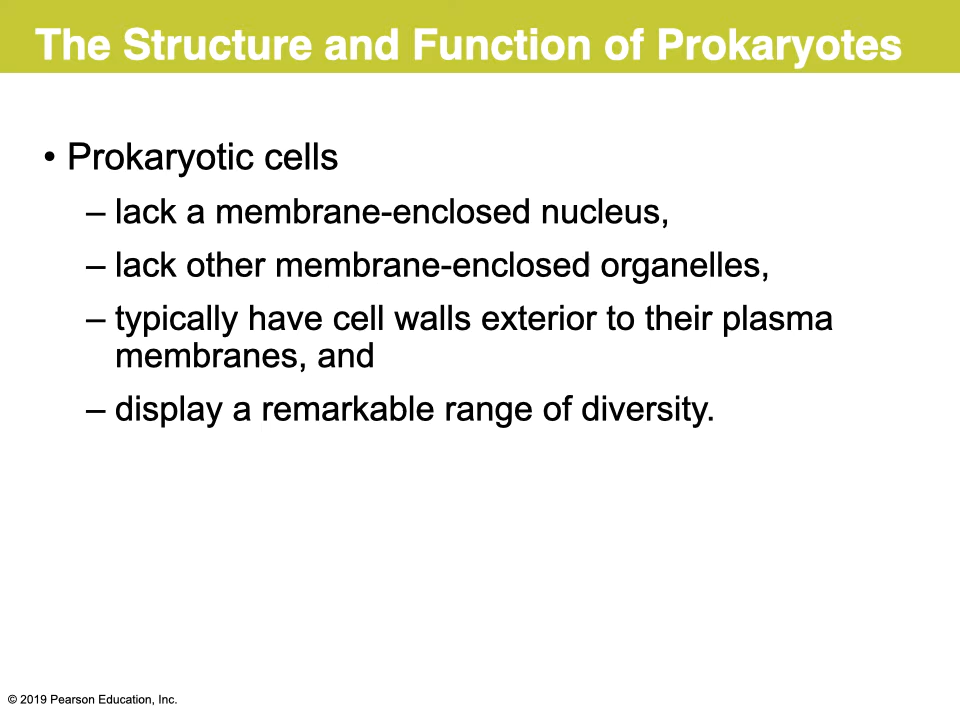 The Structure and Function of Prokaryotes
• Prokaryotic cells
– lack a membrane-enclosed nucleus,
– lack other membrane-enclosed organelles,
– typically have cell walls exterior to their plasma
membranes, and
– display a remarkable range of diversity.
© 2019 Pearson Education, Inc.